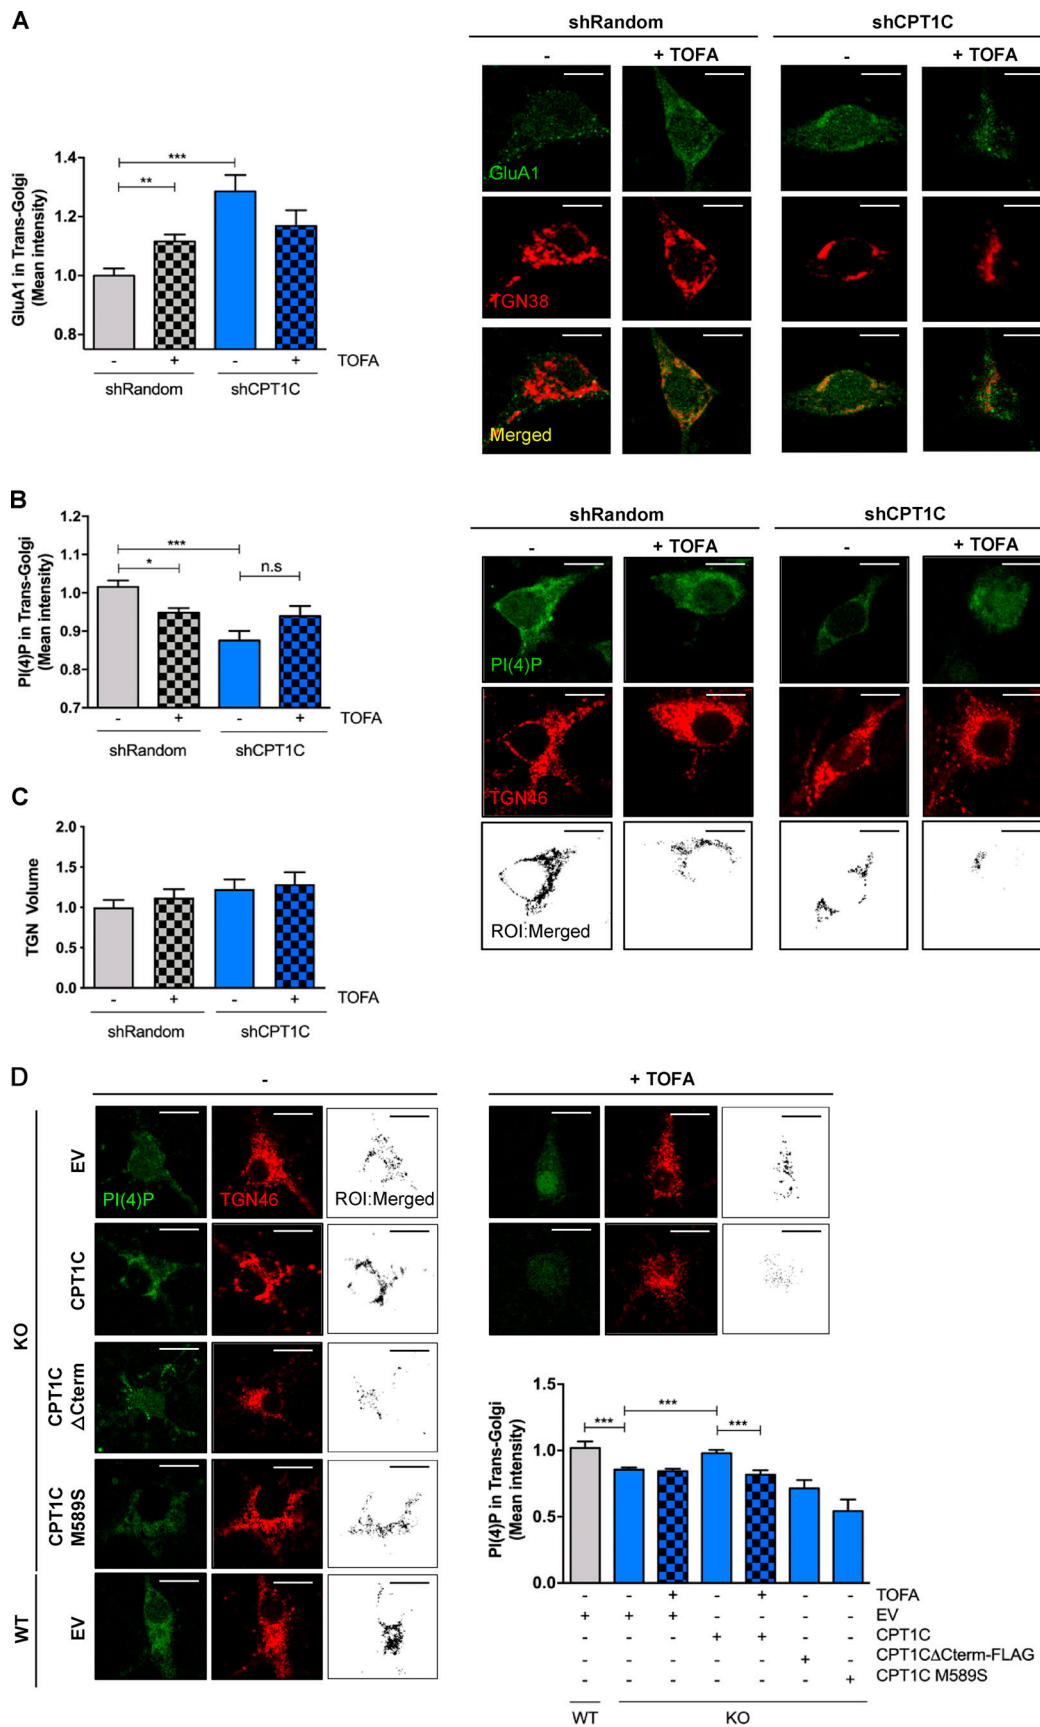 A
shRandom
shCPT1C
-
+ TOFA
-
+ TOFA
GluA1
TGN38
Merged
GluA1 in Trans-Golgi
(Mean intensity)
1.4
1.2
1.0
0.8
***
**
- + - + TOFA
shRandom shCPT1C
B
shRandom
shCPT1C
-
+ TOFA
-
+ TOFA
PI(4)P
TGN46
ROI:Merged
PI(4)P in Trans-Golgi
(Mean intensity)
1.2
1.1
1.0
0.9
0.8
0.7
***
*
n.s
- + - + TOFA
shRandom shCPT1C
C
TGN Volume
2.0
1.5
1.0
0.5
0.0
- + - + TOFA
shRandom shCPT1C
D
-
+ TOFA
KO
EV
PI(4)P
TGN46
ROI:Merged
CPT1C
CPT1C
ΔCterm
CPT1C
M589S
WT
EV
PI(4)P in Trans-Golgi
(Mean intensity)
1.5
1.0
0.5
0.0
***
***
***
- - + - + - - TOFA
+ + + - - - - EV
- - - + + - - CPT1C
- - - - - + - CPT1CΔCterm-FLAG
- - - - - - + CPT1C M589S
WT KO